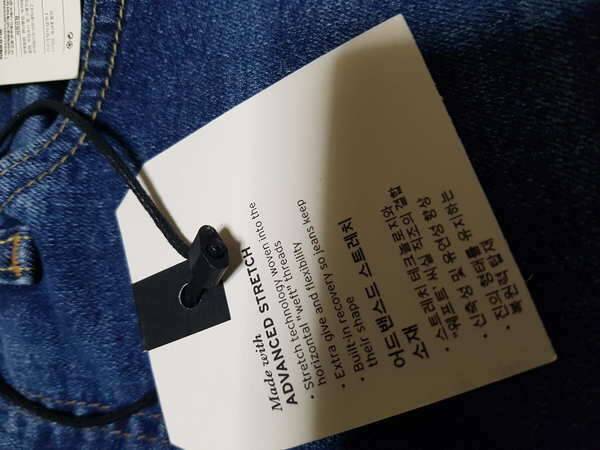 Made with
ADVANCED STRETCH
• Stretch technology woven into the
horizontal "weft" threads
• Extra give and flexibility
• Built-in recovery so jeans keep
their shape
어드밴스드 스트레치
소재
• 스트레치 테크놀로지와
"웨프트" 씨실 직조의 결합
• 신축성 및 유연성 향상
• 진의 형태를 유지하는
복원력 탑재